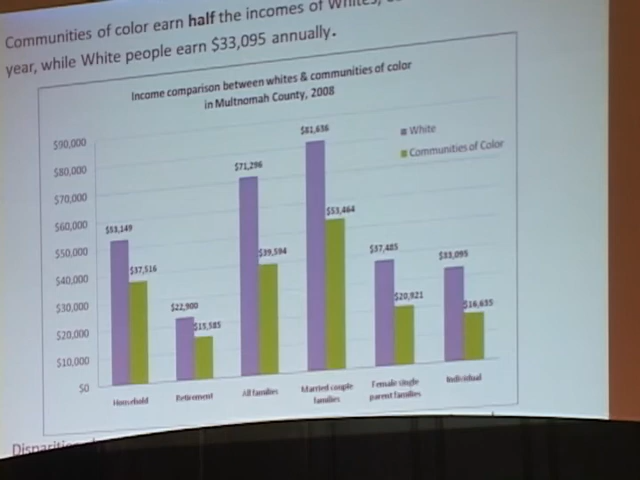 Communities of color earn half the incomes of Whites,
year, while White people earn $33,095 annually.
Income comparison between whites & communities of color
in Multnomah County, 2008
White
Communities of Color
$90,000
$80,000
$70,000
$60,000
$50,000
$40,000
$30,000
$20,000
$10,000
$0
$53,149
$37,516
$22,900
$15,585
$71,296
$39,594
$81,636
$53,464
$37,485
$20,921
$33,095
$16,635
Household
Retirement
All families
Married couple
families
Female single
parent families
Individual